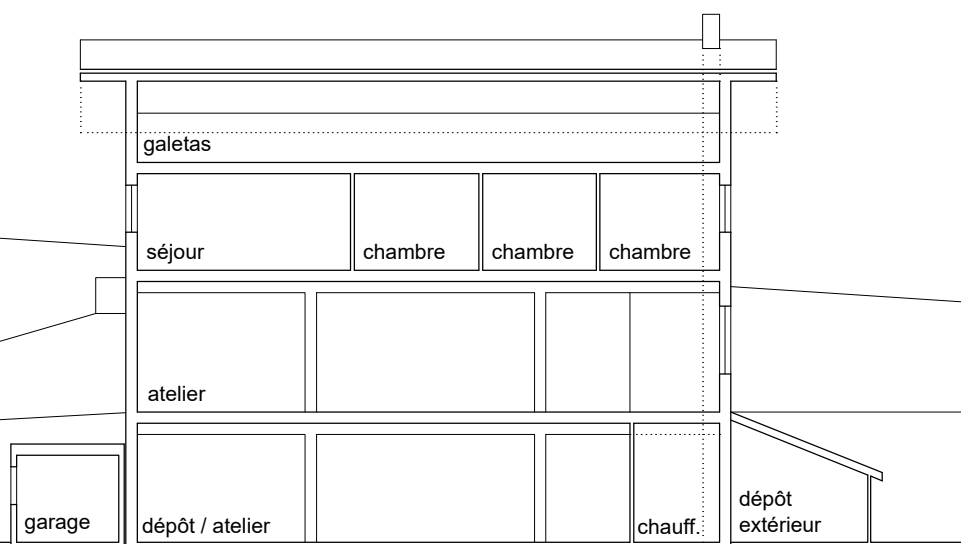 galetas
séjour
chambre
chambre
chambre
atelier
garage
dépôt / atelier
chauff.
dépôt
extérieur